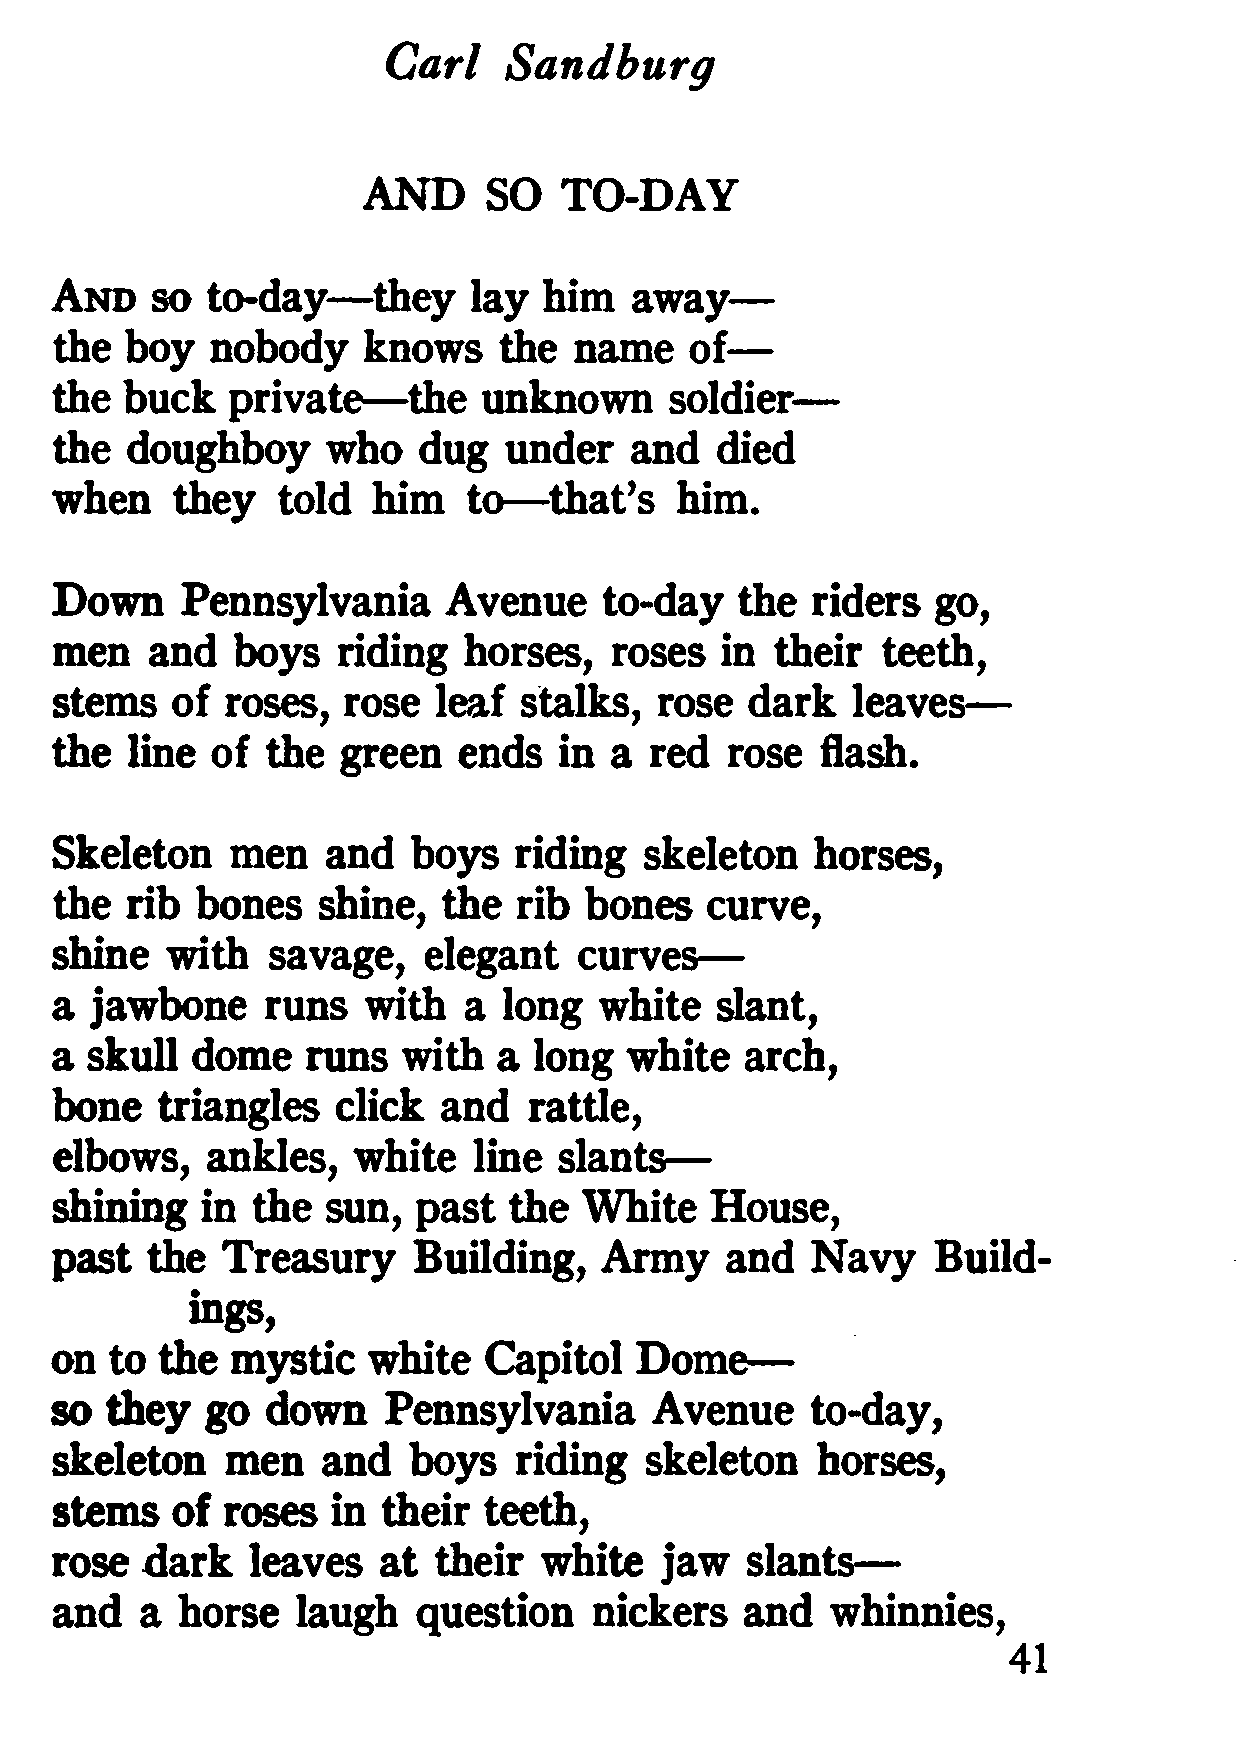 Carl Sandburg
AND SO TO-DAY
AND so to-day—they lay him away—
the boy nobody knows the name of—
the buck private—the unknown soldier—
the doughboy who dug under and died
when they told him to—that's him.
Down Pennsylvania Avenue to-day the riders go,
men and boys riding horses, roses in their teeth,
stems of roses, rose leaf stalks, rose dark leaves—
the line of the green ends in a red rose flash.
Skeleton men and boys riding skeleton horses,
the rib bones shine, the rib bones curve,
shine with savage, elegant curves—
a jawbone runs with a long white slant,
a skull dome runs with a long white arch,
bone triangles click and rattle,
elbows, ankles, white line slants—
shining in the sun, past the White House,
past the Treasury Building, Army and Navy Build-
ings,
on to the mystic white Capitol Dome—
so they go down Pennsylvania Avenue to-day,
skeleton men and boys riding skeleton horses,
stems of roses in their teeth,
rose dark leaves at their white jaw slants—
and a horse laugh question nickers and whinnies,
41